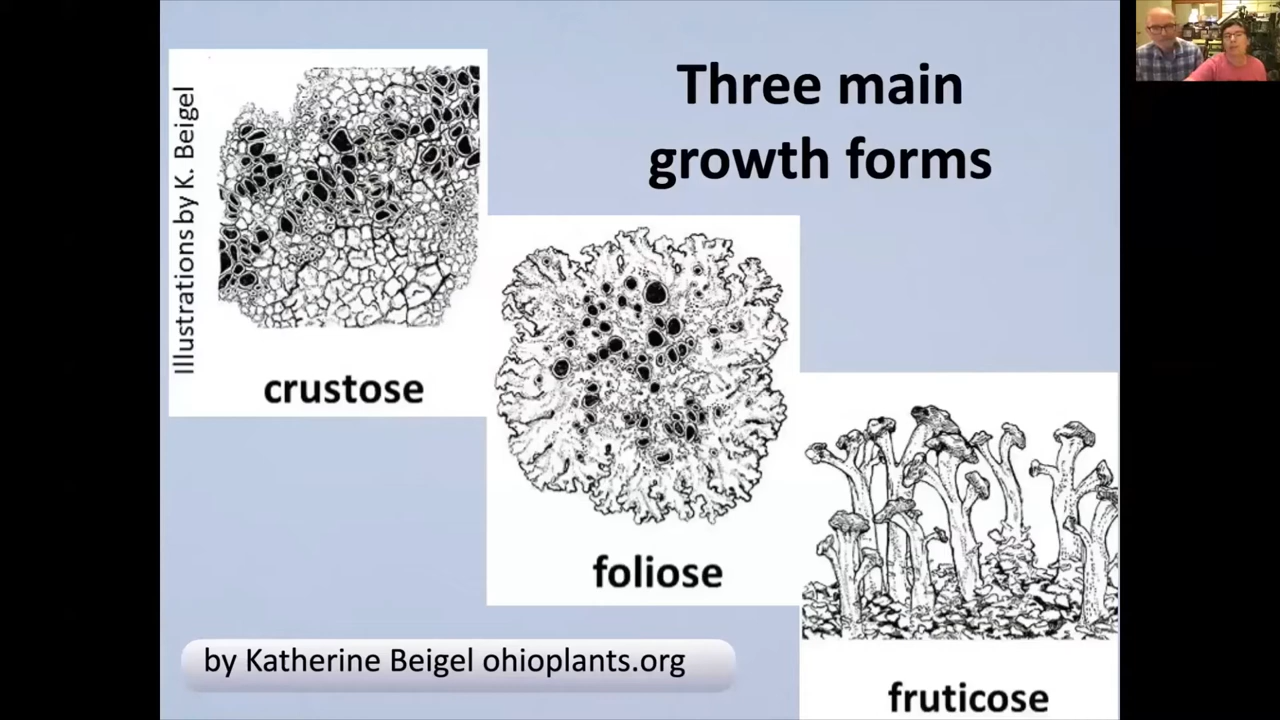 Three main
growth forms
Illustrations by K. Beigel
crustose
foliose
fruticose
by Katherine Beigel ohioplants.org